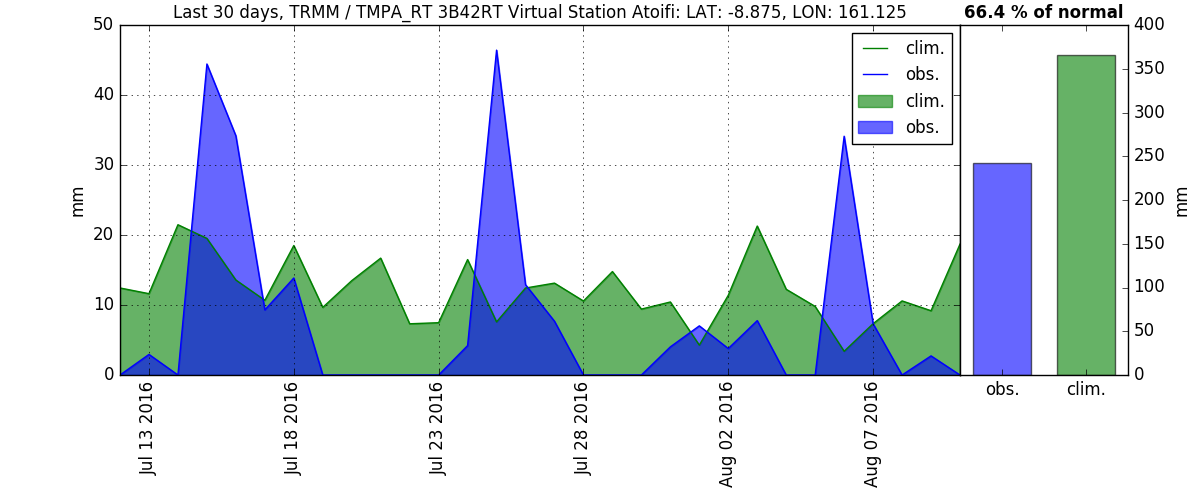 Last 30 days, TRMM / TMPA_RT 3B42RT Virtual Station Atoifi: LAT: -8.875, LON: 161.125
66.4 % of normal
50
40
30
20
10
0
mm
clim.
obs.
clim.
obs.
400
350
300
250
200
150
100
50
0
mm
obs.
clim.
Jul 13 2016
Jul 18 2016
Jul 23 2016
Jul 28 2016
Aug 02 2016
Aug 07 2016